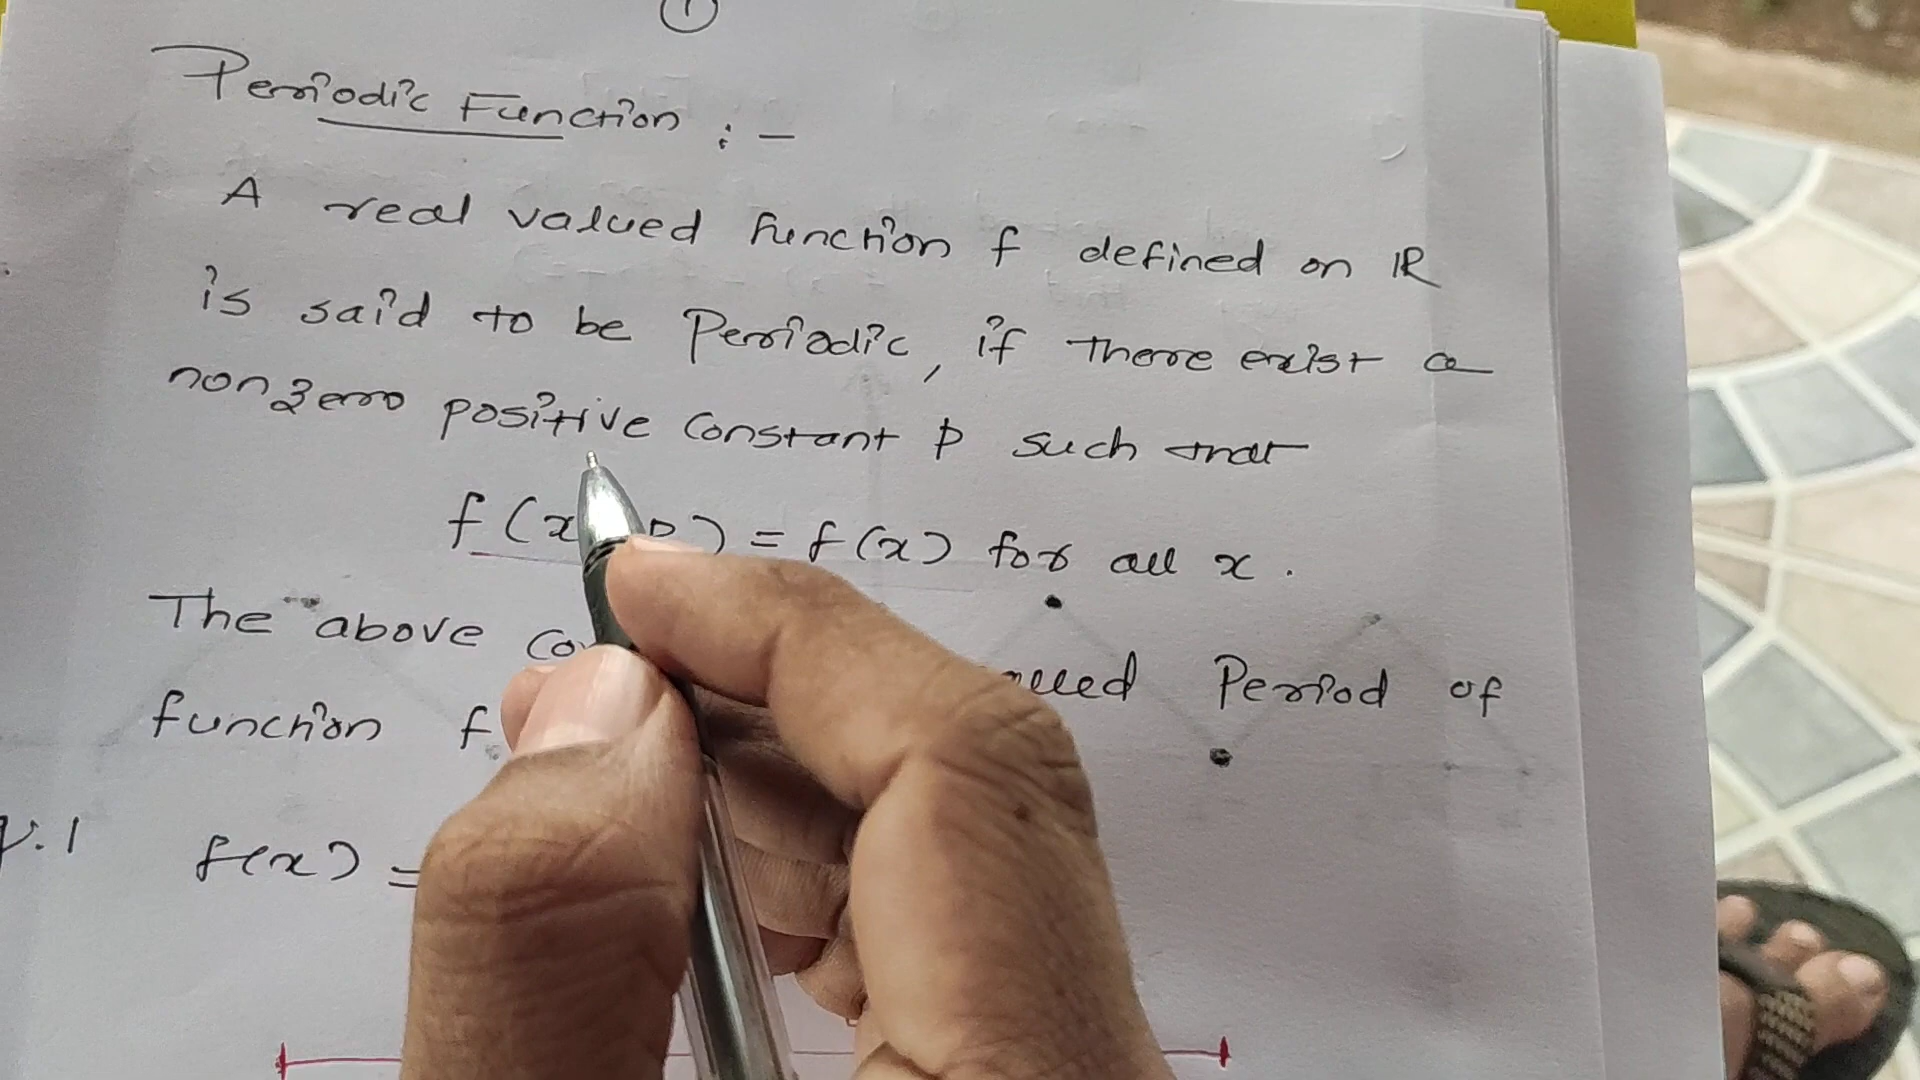 1
Periodic Function :-
A real valued function f defined on ℝ
is said to be Periodic, if there exist a
nonzero positive constant p such that
f(x p) = f(x) for all x.
The above Period of
function f
1
f(x) =